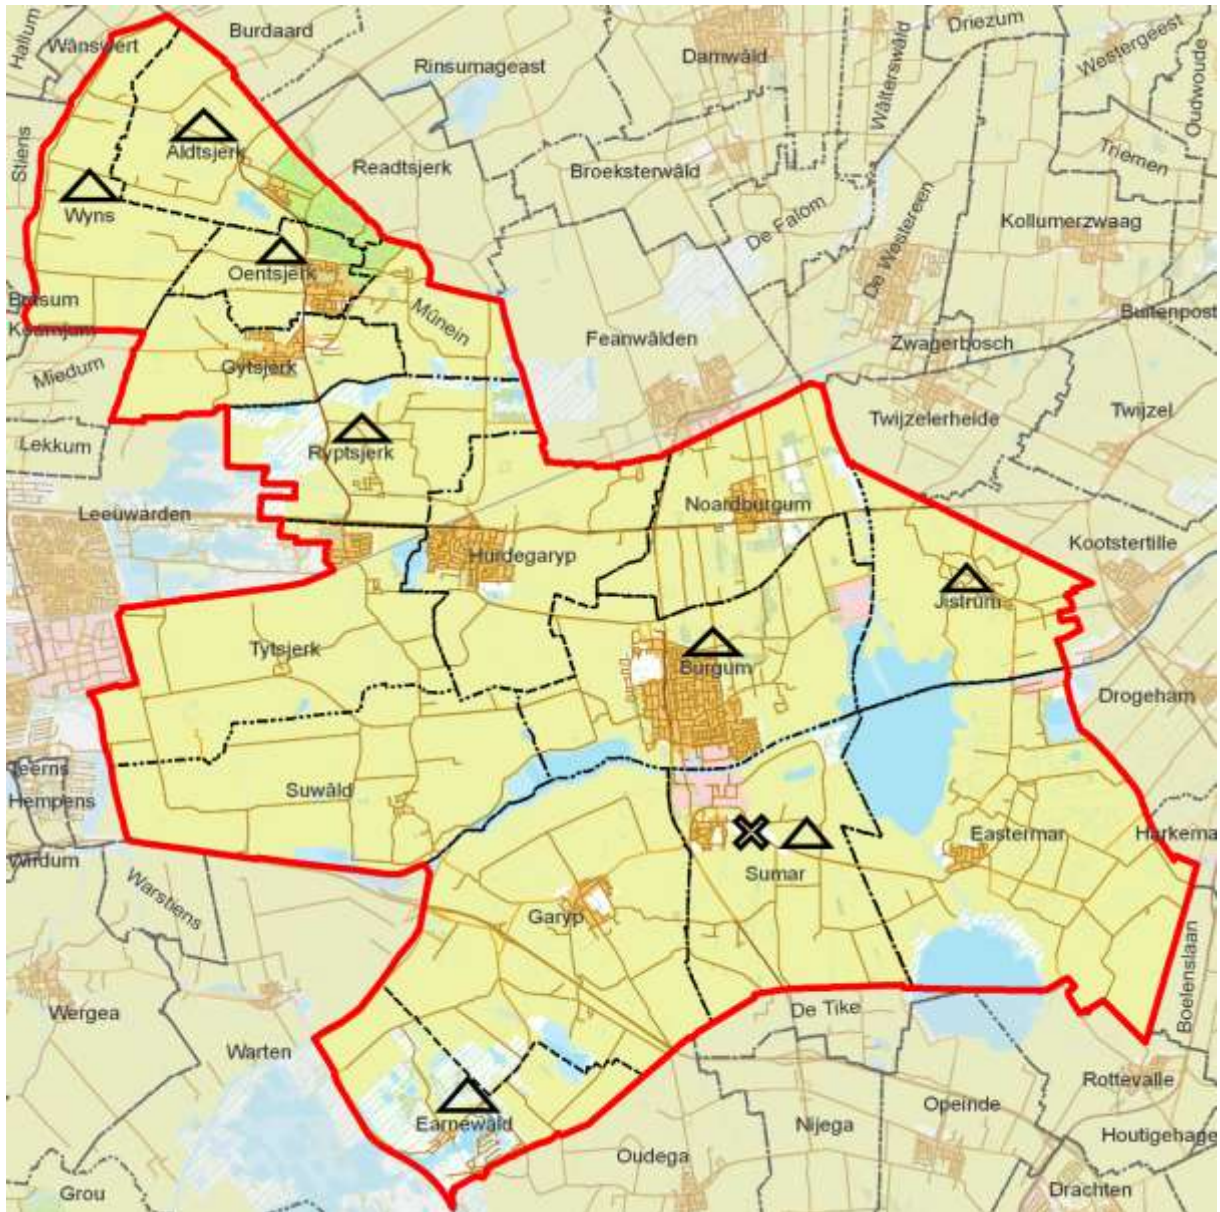 Hallum
Wânswert
Burdaard
Rinsumageast
Damwâld
Driezum
Westergeest
Oudwoude
Wâlterswâld
Stiens
Aldtsjerk
Readtsjerk
Broeksterwâld
Triemen
Wyns
De Falom
De Westereen
Kollumerzwaag
Oentsjerk
Britsum
Koarnjum
Mûnein
Buitenpost
Feanwâlden
Zwagerbosch
Miedum
Gytsjerk
Twijzelerheide
Twijzel
Lekkum
Ryptsjerk
Noardburgum
Leeuwarden
Hurdegaryp
Kootstertille
Jistrum
Tytsjerk
Burgum
Drogeham
Teerns
Hempens
Suwâld
Wirdum
Eastermar
Harkema
Sumar
Warstiens
Garyp
Boelenslaan
Wergea
De Tike
Warten
Rottevalle
Opeinde
Earnewâld
Nijega
Houtigehage
Oudega
Grou
Drachten